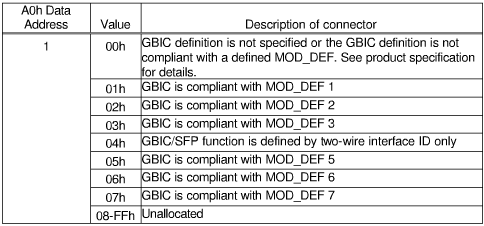 A0h Data Address Value Description of connector
1 00h GBIC definition is not specified or the GBIC definition is not
compliant with a defined MOD_DEF. See product specification
for details.
01h GBIC is compliant with MOD_DEF 1
02h GBIC is compliant with MOD_DEF 2
03h GBIC is compliant with MOD_DEF 3
04h GBIC/SFP function is defined by two-wire interface ID only
05h GBIC is compliant with MOD_DEF 5
06h GBIC is compliant with MOD_DEF 6
07h GBIC is compliant with MOD_DEF 7
08-FFh Unallocated